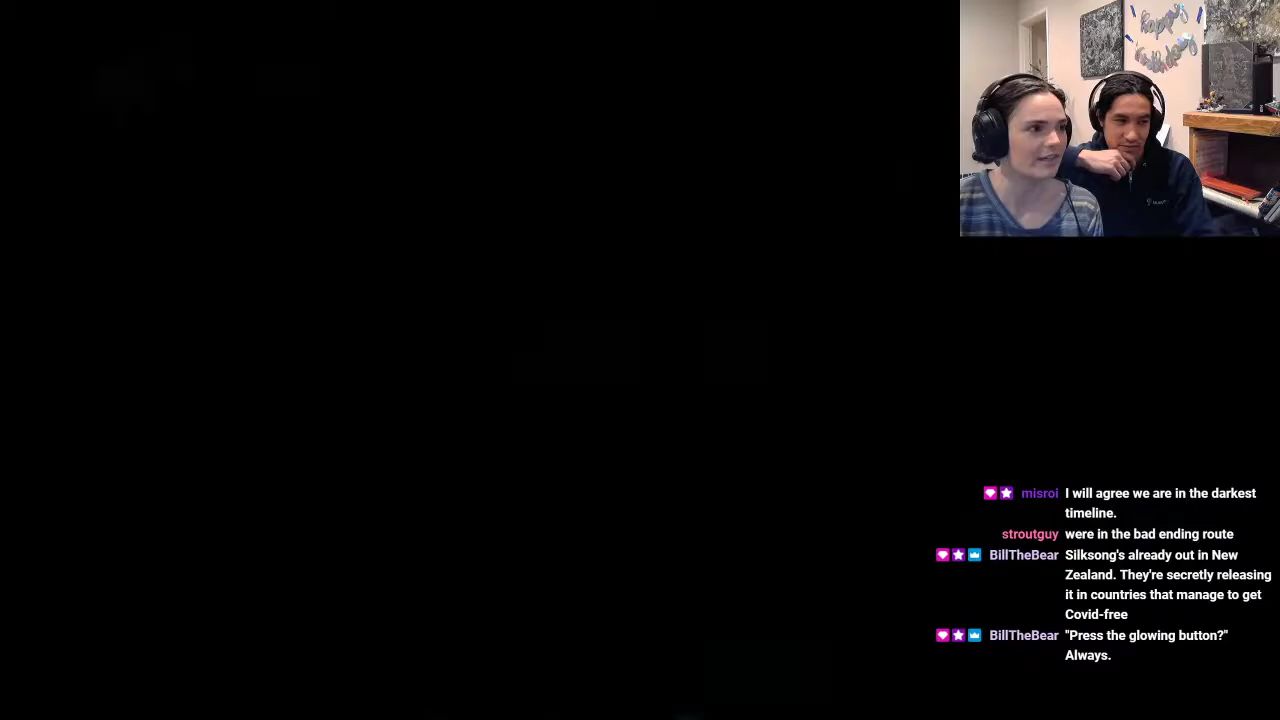 happy
misroi I will agree we are in the darkest
timeline.
stroutguy were in the bad ending route
BillTheBear Silksong's already out in New
Zealand. They're secretly releasing
it in countries that manage to get
Covid-free
BillTheBear "Press the glowing button?"
Always.